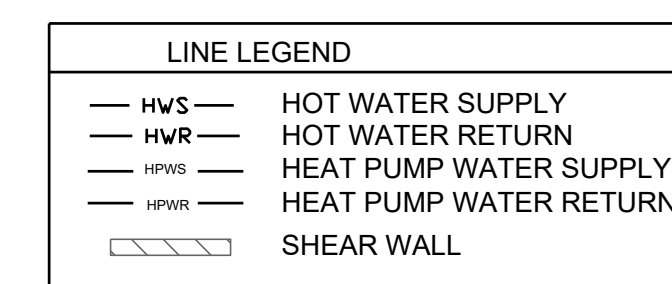 LINE LEGEND
HWS HOT WATER SUPPLY
HWR HOT WATER RETURN
HPWS HEAT PUMP WATER SUPPLY
HPWR HEAT PUMP WATER RETURN
SHEAR WALL